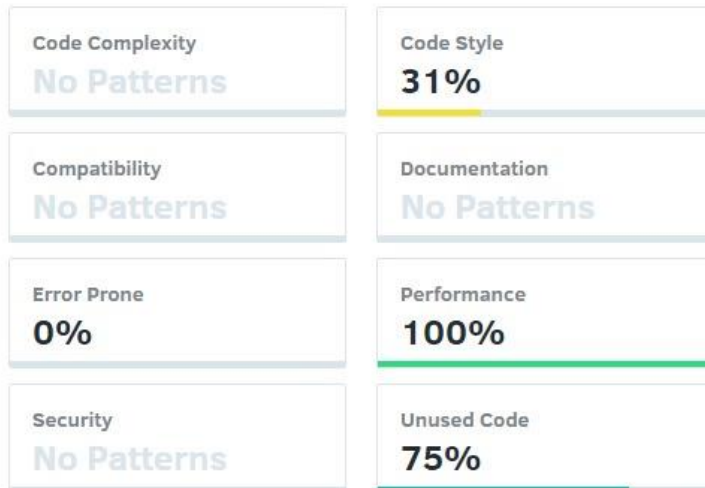 Code Complexity
No Patterns
Code Style
31%
Compatibility
No Patterns
Documentation
No Patterns
Error Prone
0%
Performance
100%
Security
No Patterns
Unused Code
75%